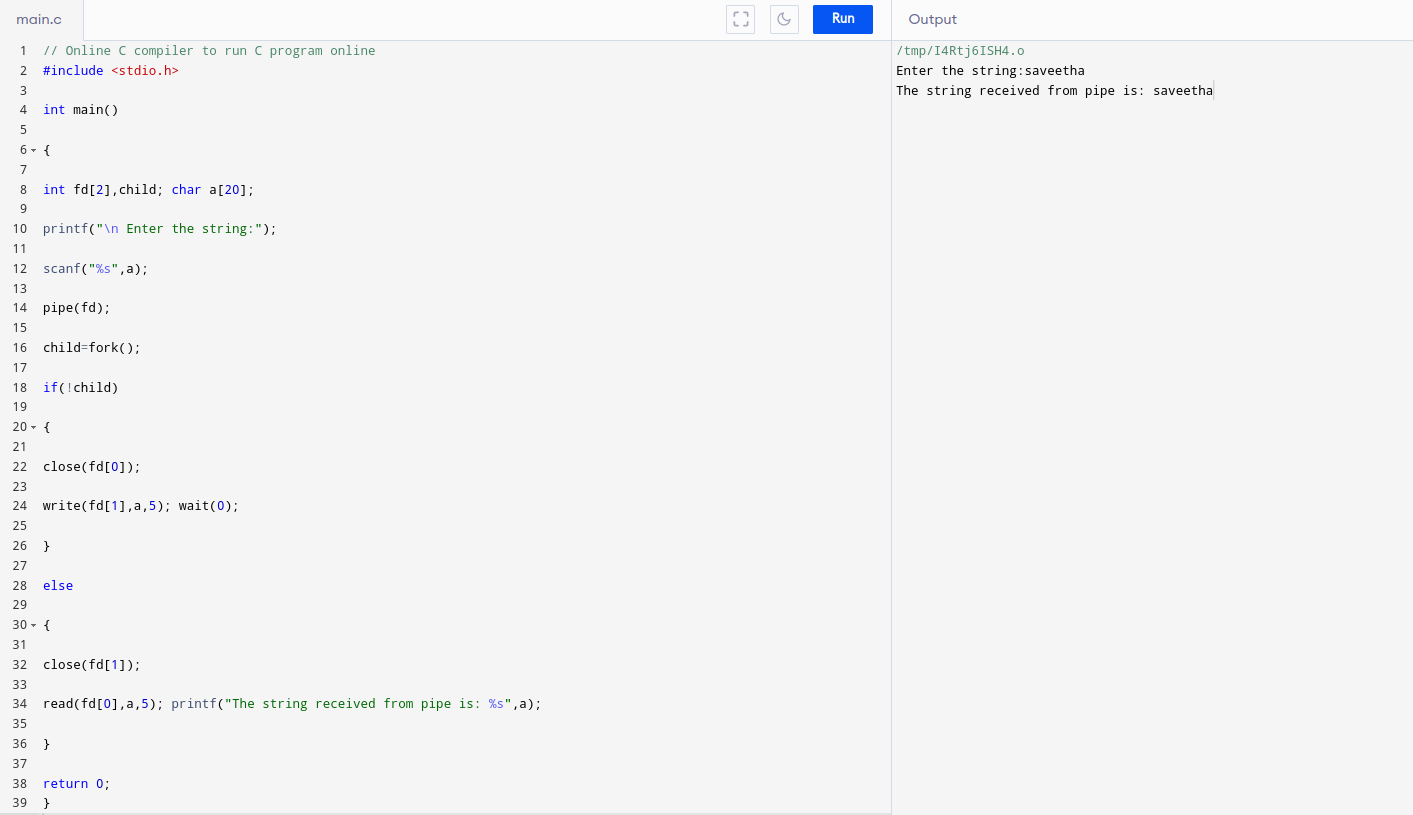 main.c
Run
Output
1 // Online C compiler to run C program online
2 #include <stdio.h>
3
4 int main()
5
6 {
7
8 int fd[2],child; char a[20];
9
10 printf("\n Enter the string:");
11
12 scanf("%s",a);
13
14 pipe(fd);
15
16 child=fork();
17
18 if(!child)
19
20 {
21
22 close(fd[0]);
23
24 write(fd[1],a,5); wait(0);
25
26 }
27
28 else
29
30 {
31
32 close(fd[1]);
33
34 read(fd[0],a,5); printf("The string received from pipe is: %s",a);
35
36 }
37
38 return 0;
39 }
/tmp/I4Rtj6ISH4.o
Enter the string:saveetha
The string received from pipe is: saveetha